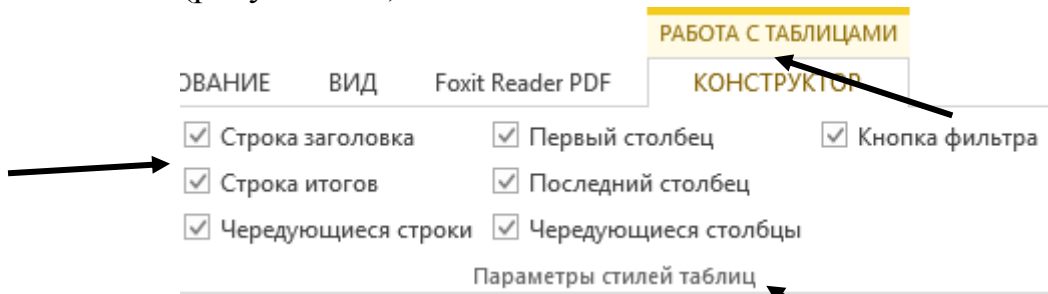 РАБОТА С ТАБЛИЦАМИ
ОВАНИЕ ВИД Foxit Reader PDF КОНСТРУКТОР
Строка заголовка Первый столбец Кнопка фильтра
Строка итогов Последний столбец
Чередующиеся строки Чередующиеся столбцы
Параметры стилей таблиц